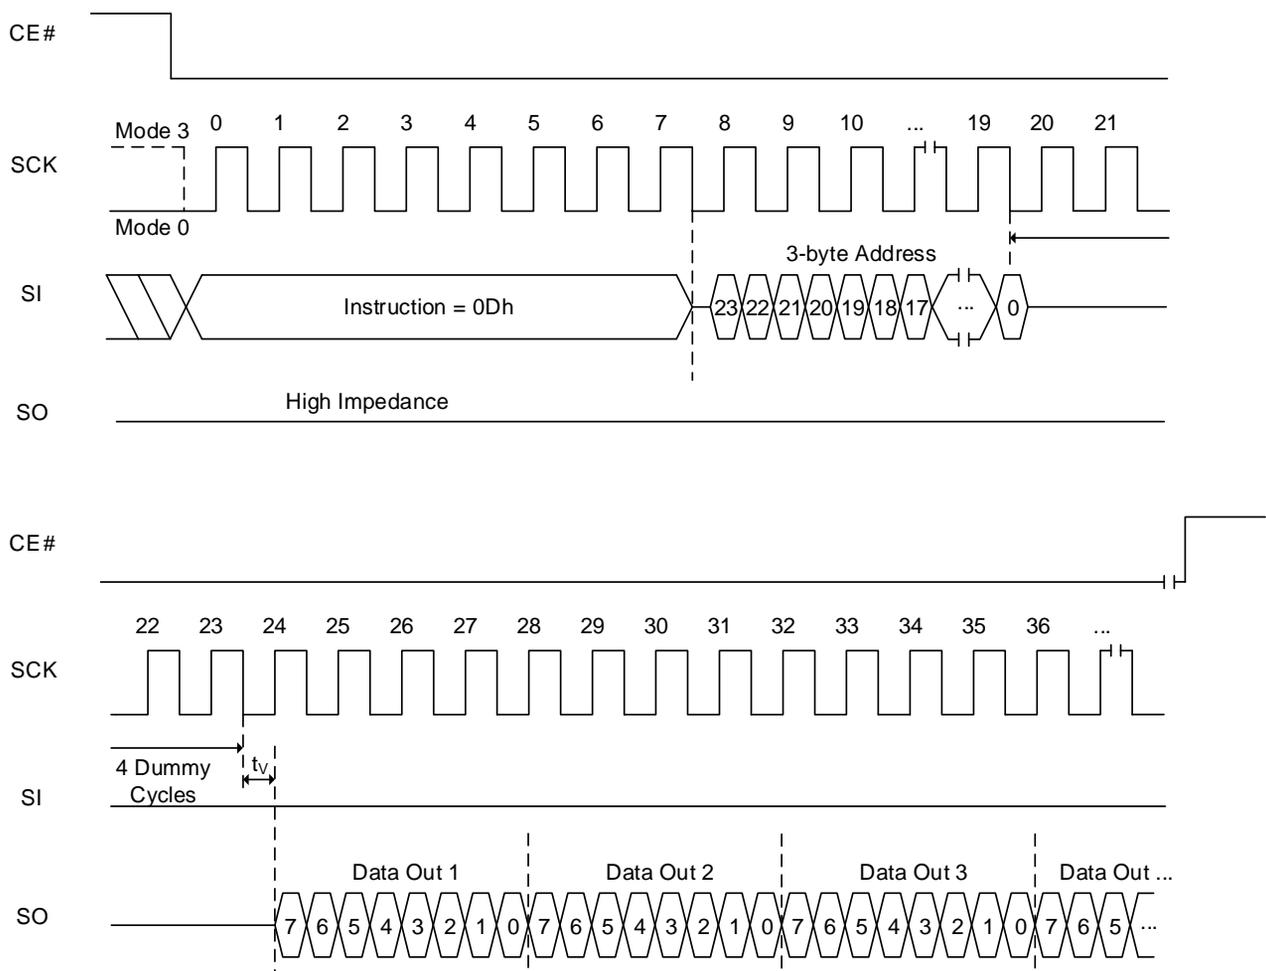 CE#
Mode 3 0 1 2 3 4 5 6 7 8 9 10 ... 19 20 21
SCK
Mode 0
3-byte Address
SI Instruction = 0Dh 23 22 21 20 19 18 17 ... 0
High Impedance
SO
CE#
22 23 24 25 26 27 28 29 30 31 32 33 34 35 36 ...
SCK
4 Dummy tV
Cycles
SI
Data Out 1 Data Out 2 Data Out 3 Data Out ...
SO 7 6 5 4 3 2 1 0 7 6 5 4 3 2 1 0 7 6 5 4 3 2 1 0 7 6 5 ...